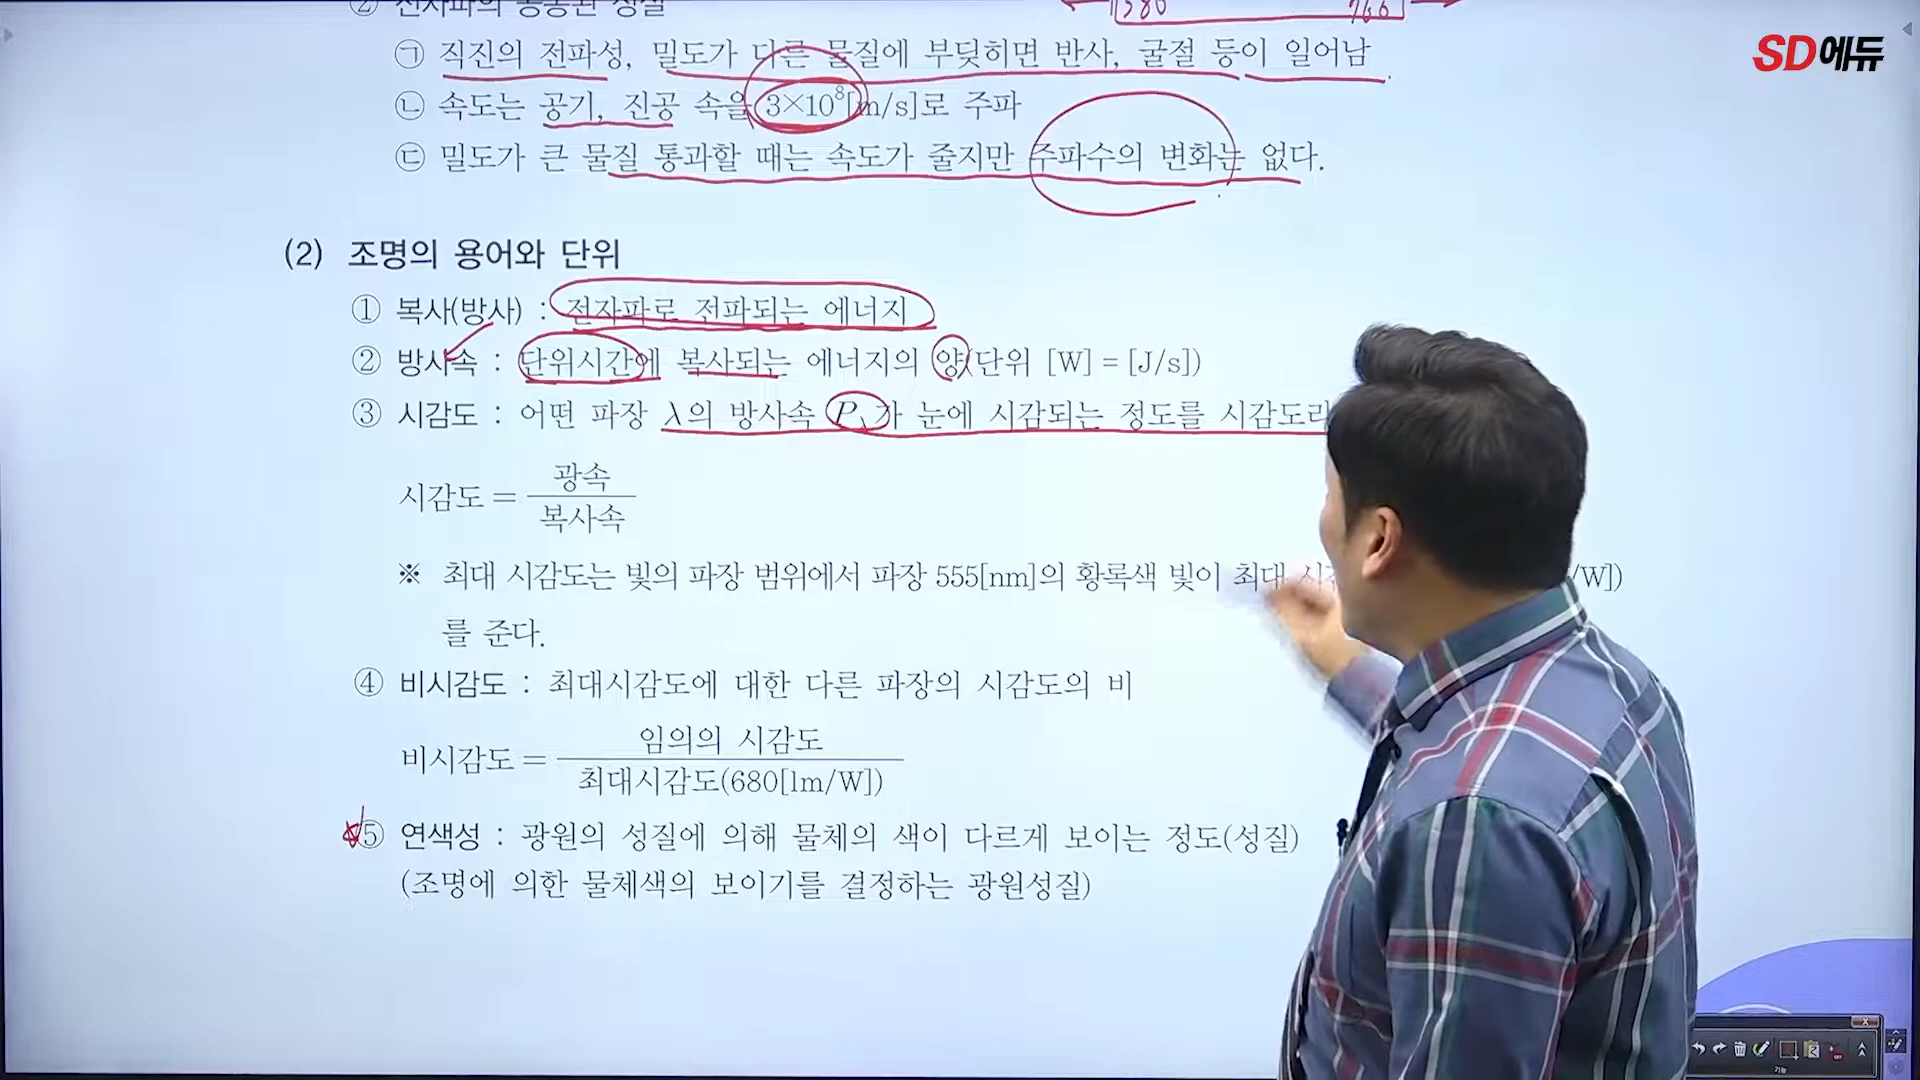 ② 전자파의 공통된 성질
380 766
㉠ 직진의 전파성, 밀도가 다른 물질에 부딪히면 반사, 굴절 등이 일어남
SD에듀
㉡ 속도는 공기, 진공 속을 3×10⁸[m/s]로 주파
㉢ 밀도가 큰 물질 통과할 때는 속도가 줄지만 주파수의 변화는 없다.
(2) 조명의 용어와 단위
① 복사(방사) : 전자파로 전파되는 에너지
② 방사속 : 단위시간에 복사되는 에너지의 양(단위 [W] = [J/s])
③ 시감도 : 어떤 파장 λ의 방사속 P가 눈에 시감되는 정도를 시감도라
시감도 = 광속 / 복사속
※ 최대 시감도는 빛의 파장 범위에서 파장 555[nm]의 황록색 빛이 최대 /W])
를 준다.
④ 비시감도 : 최대시감도에 대한 다른 파장의 시감도의 비
비시감도 = 임의의 시감도 / 최대시감도(680[lm/W])
⑤ 연색성 : 광원의 성질에 의해 물체의 색이 다르게 보이는 정도(성질)
(조명에 의한 물체색의 보이기를 결정하는 광원성질)
기능